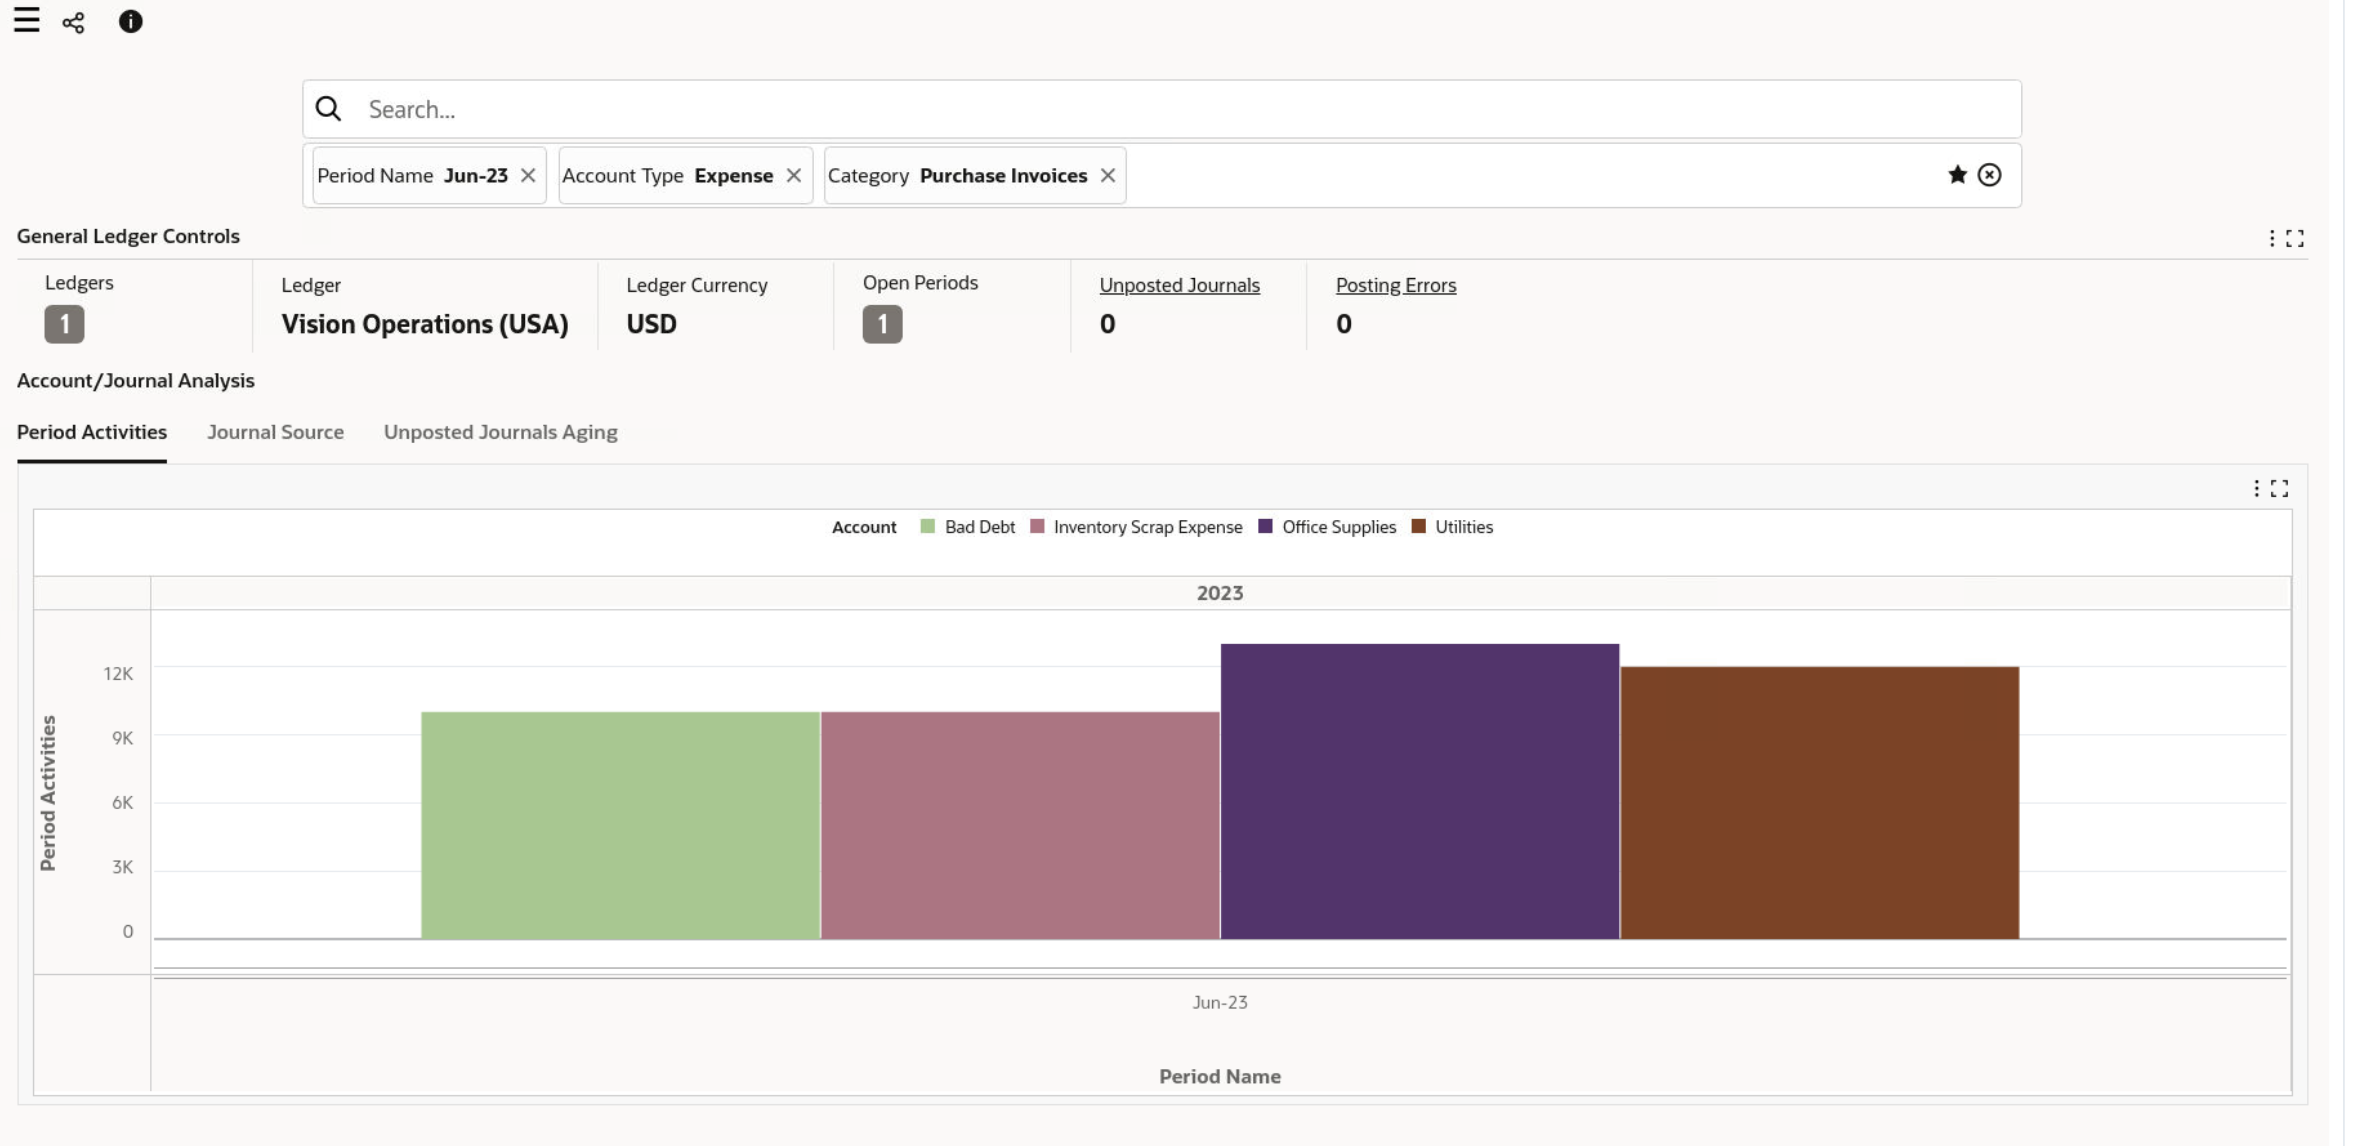 Search...
Period Name Jun-23 Account Type Expense Category Purchase Invoices
General Ledger Controls
Ledgers Ledger Ledger Currency Open Periods Unposted Journals Posting Errors
1 Vision Operations (USA) USD 1 0 0
Account/Journal Analysis
Period Activities Journal Source Unposted Journals Aging
Account Bad Debt Inventory Scrap Expense Office Supplies Utilities
2023
Period Activities
12K
9K
6K
3K
0
Jun-23
Period Name